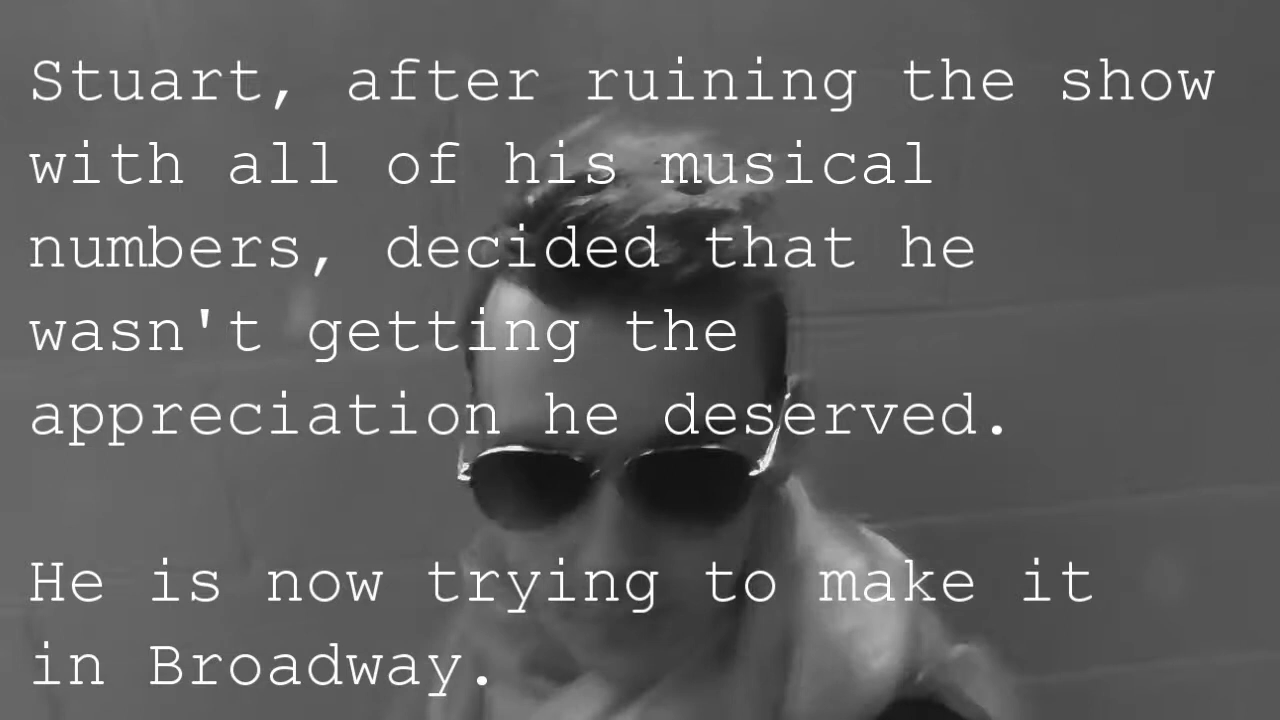 Stuart, after ruining the show
with all of his musical
numbers, decided that he
wasn't getting the
appreciation he deserved.
He is now trying to make it
in Broadway.